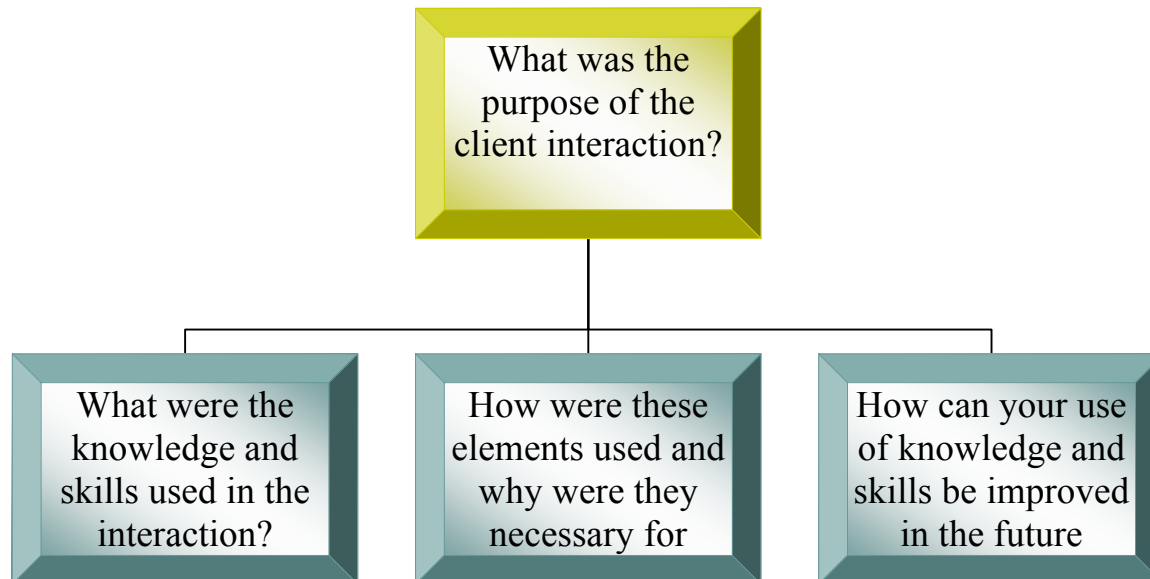 What was the
purpose of the
client interaction?
What were the
knowledge and
skills used in the
interaction?
How were these
elements used and
why were they
necessary for
How can your use
of knowledge and
skills be improved
in the future